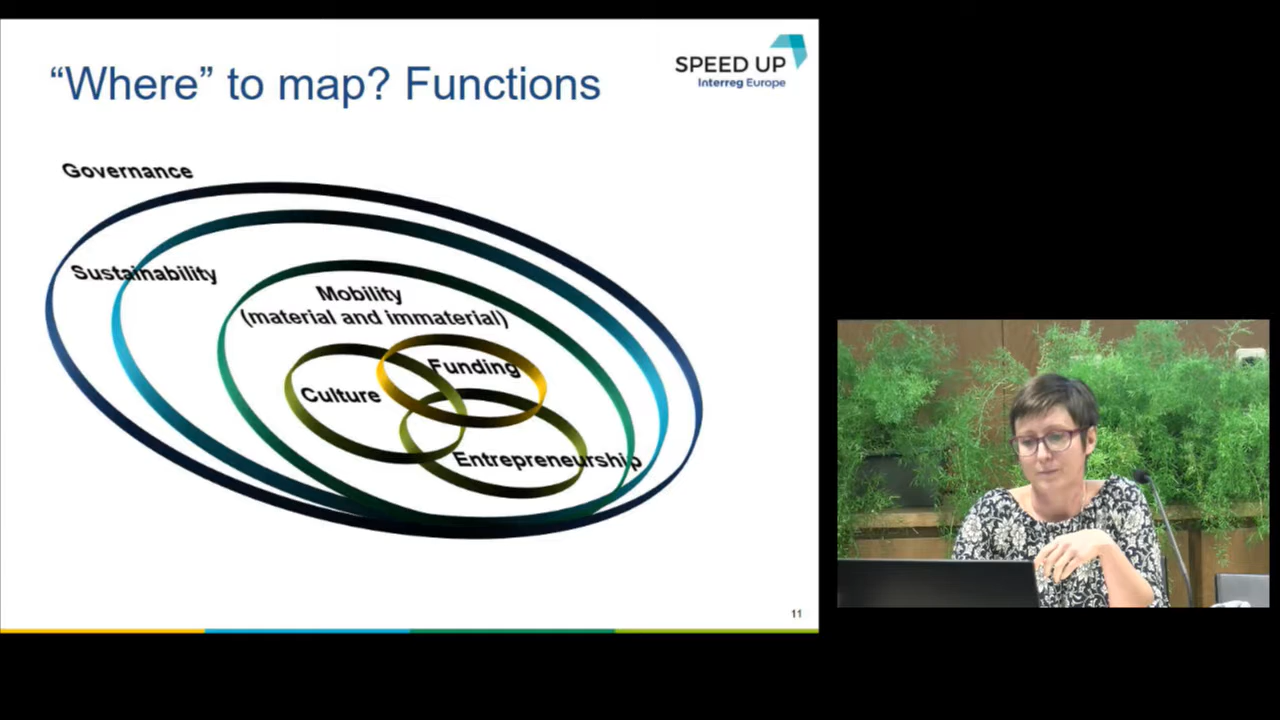 “Where” to map? Functions
SPEED UP
Interreg Europe
Governance
Sustainability
Mobility
(material and immaterial)
Funding
Culture
Entrepreneurship
11